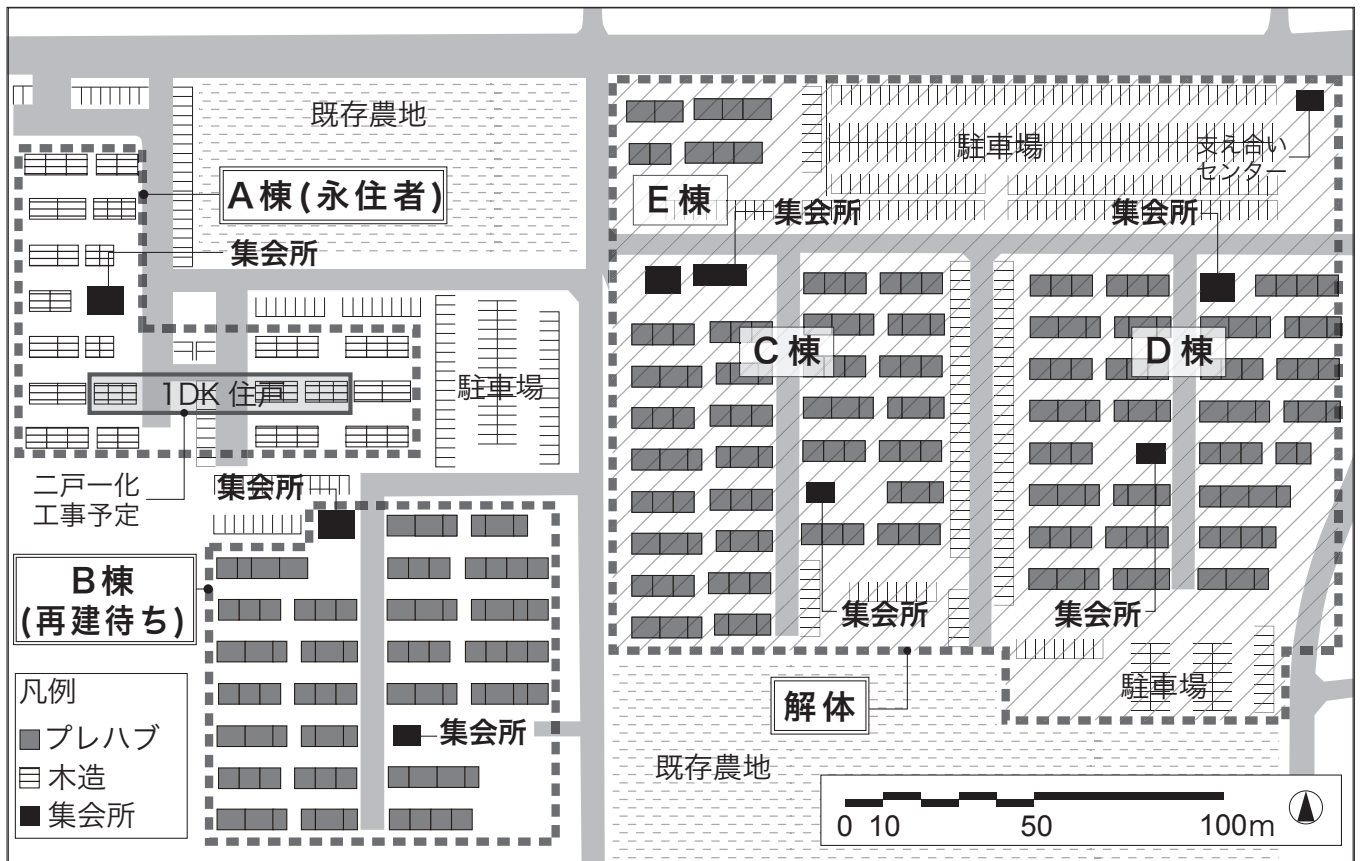 既存農地
A棟(永住者)
集会所
駐車場
支え合い
センター
E棟
集会所
集会所
C棟
D棟
1DK 住戸
駐車場
二戸一化
工事予定
集会所
B棟
(再建待ち)
集会所
集会所
集会所
解体
駐車場
凡例
プレハブ
木造
集会所
既存農地
0 10 50 100m